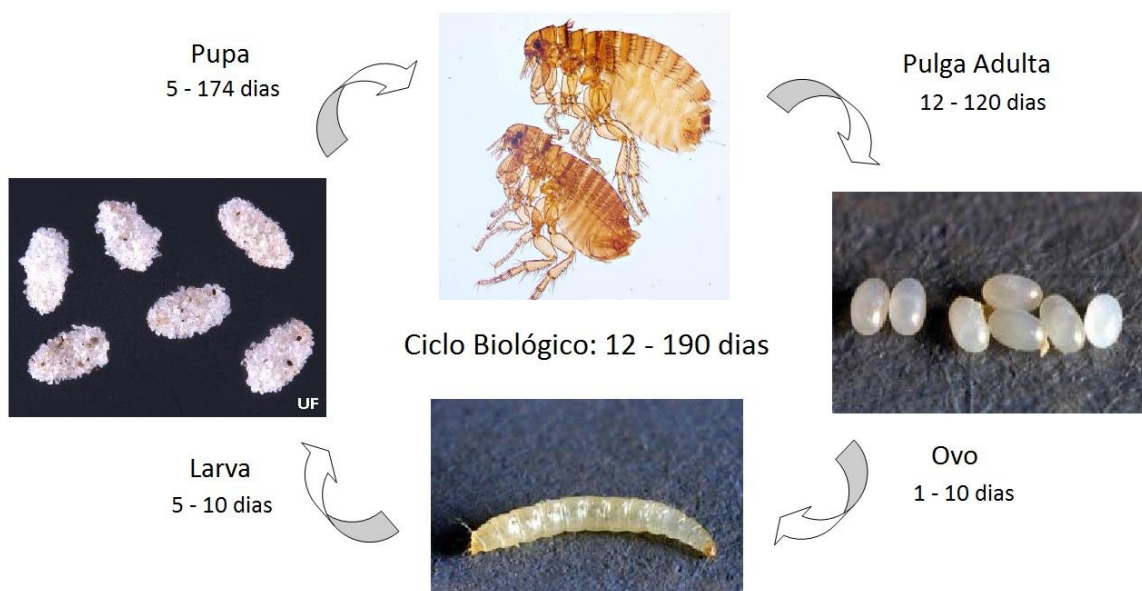 Pupa
5 - 174 dias
Pulga Adulta
12 - 120 dias
Ciclo Biológico: 12 - 190 dias
UF
Larva
5 - 10 dias
Ovo
1 - 10 dias